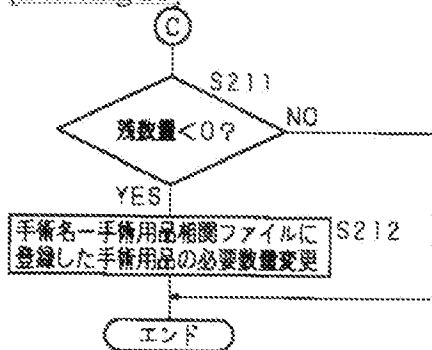 C
S211
残数量<0?
NO
YES
手術名ー手術用品相関ファイルに
登録した手術用品の必要数量変更
S212
エンド